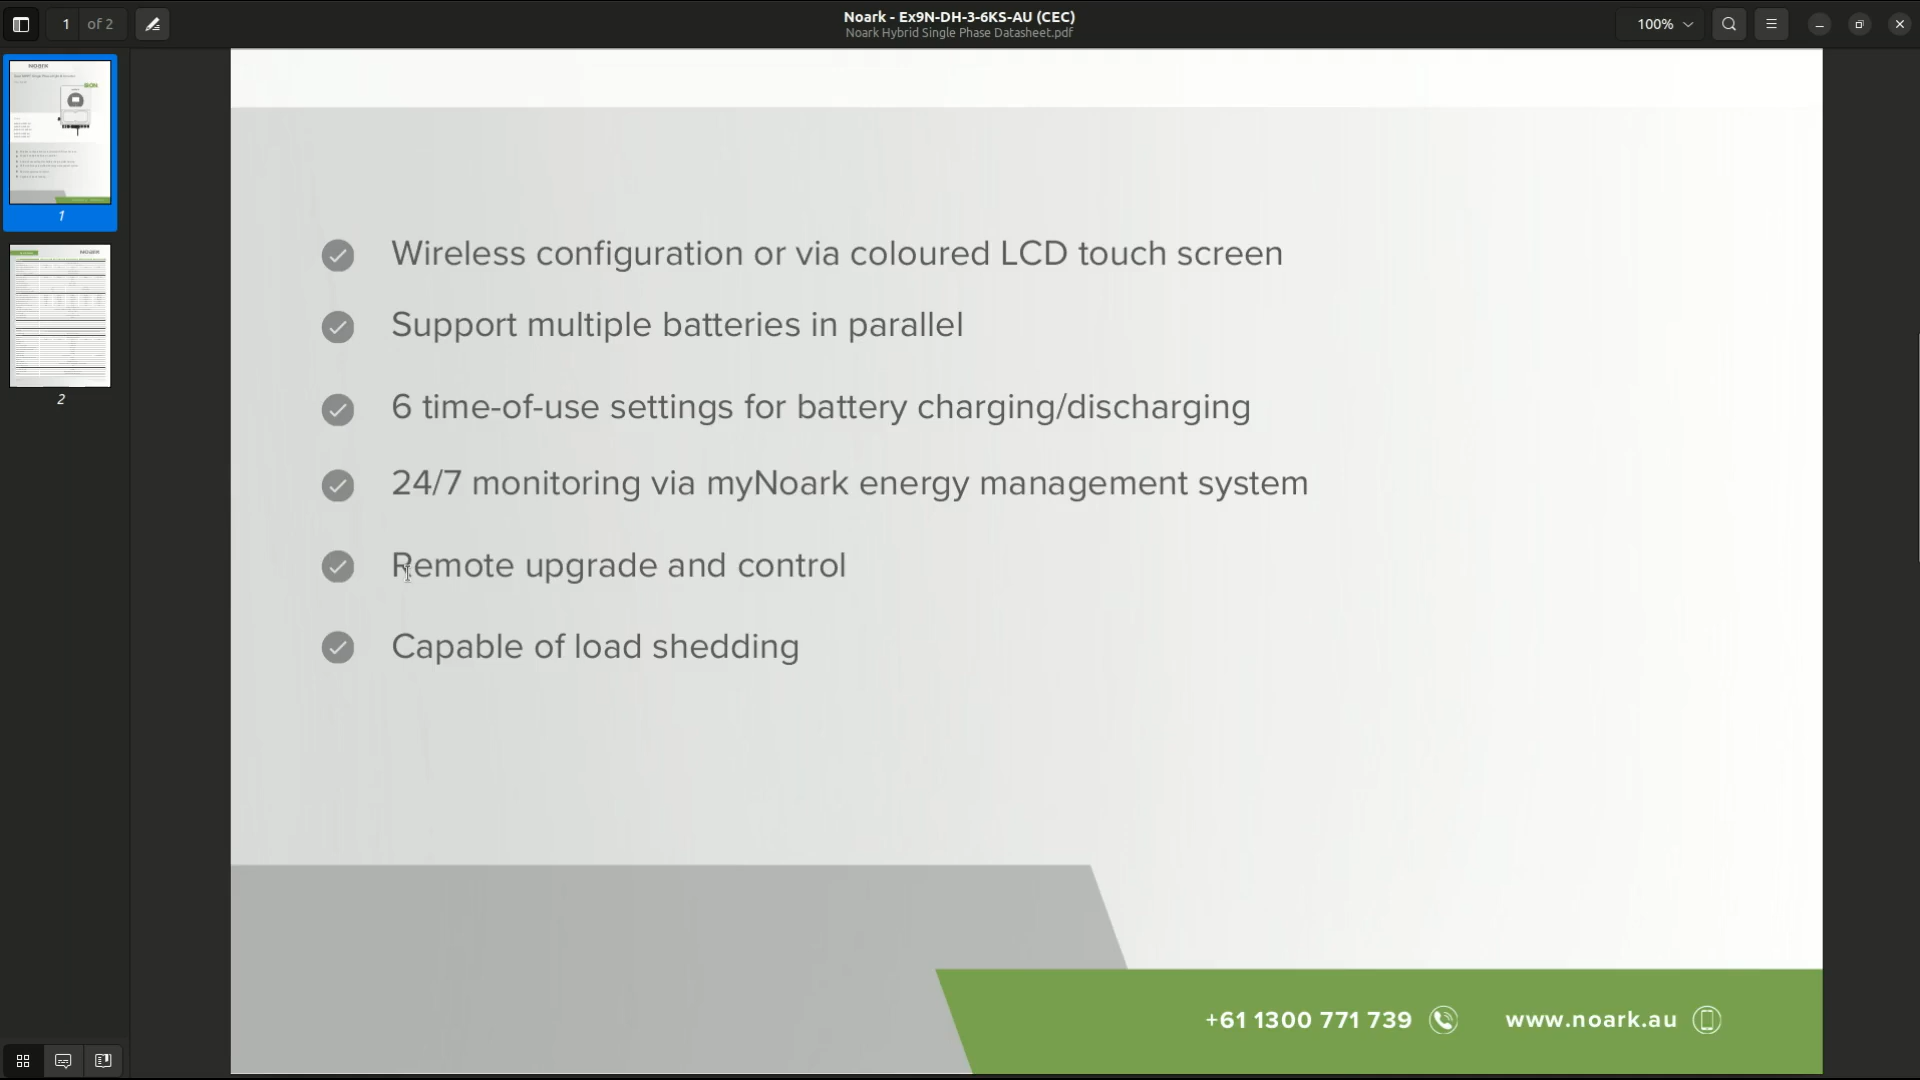 1 of 2
Noark - Ex9N-DH-3-6KS-AU (CEC)
Noark Hybrid Single Phase Datasheet.pdf
100%
NOARK
1
2
Wireless configuration or via coloured LCD touch screen
Support multiple batteries in parallel
6 time-of-use settings for battery charging/discharging
24/7 monitoring via myNoark energy management system
Remote upgrade and control
Capable of load shedding
+61 1300 771 739
www.noark.au